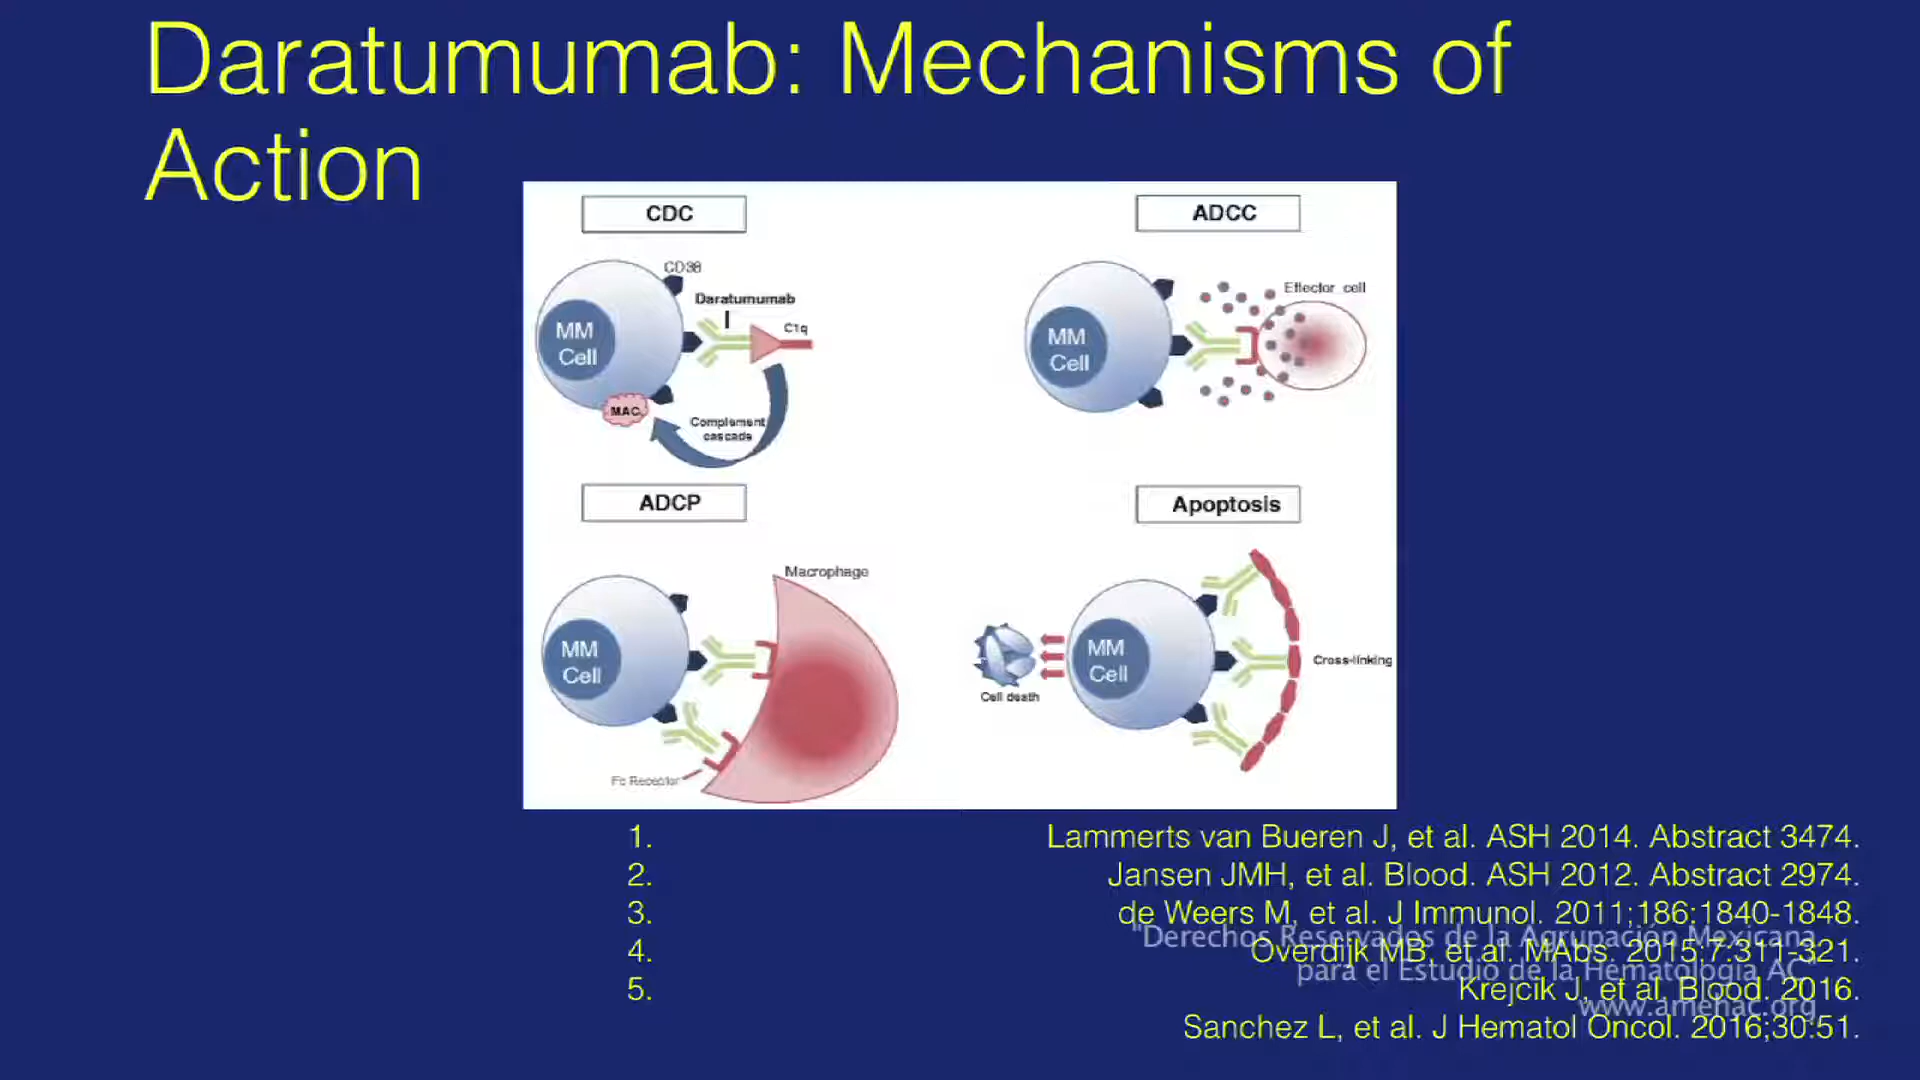 Daratumumab: Mechanisms of
Action
CDC
CD38
Daratumumab
C1q
MM
Cell
MAC
Complement
cascade
ADCC
Effector cell
MM
Cell
ADCP
Macrophage
MM
Cell
Fc Receptor
Apoptosis
MM
Cell
Cell death
Cross-linking
1. Lammerts van Bueren J, et al. ASH 2014. Abstract 3474.
2. Jansen JMH, et al. Blood. ASH 2012. Abstract 2974.
3. de Weers M, et al. J Immunol. 2011;186:1840-1848.
4. Overdijk MB, et al. MAbs. 2015;7:311-321.
5. Krejcik J, et al. Blood. 2016.
Sanchez L, et al. J Hematol Oncol. 2016;30:51.
"Derechos Reservados de la Agrupación Mexicana
para el Estudio de la Hematología AC"
www.amehac.org